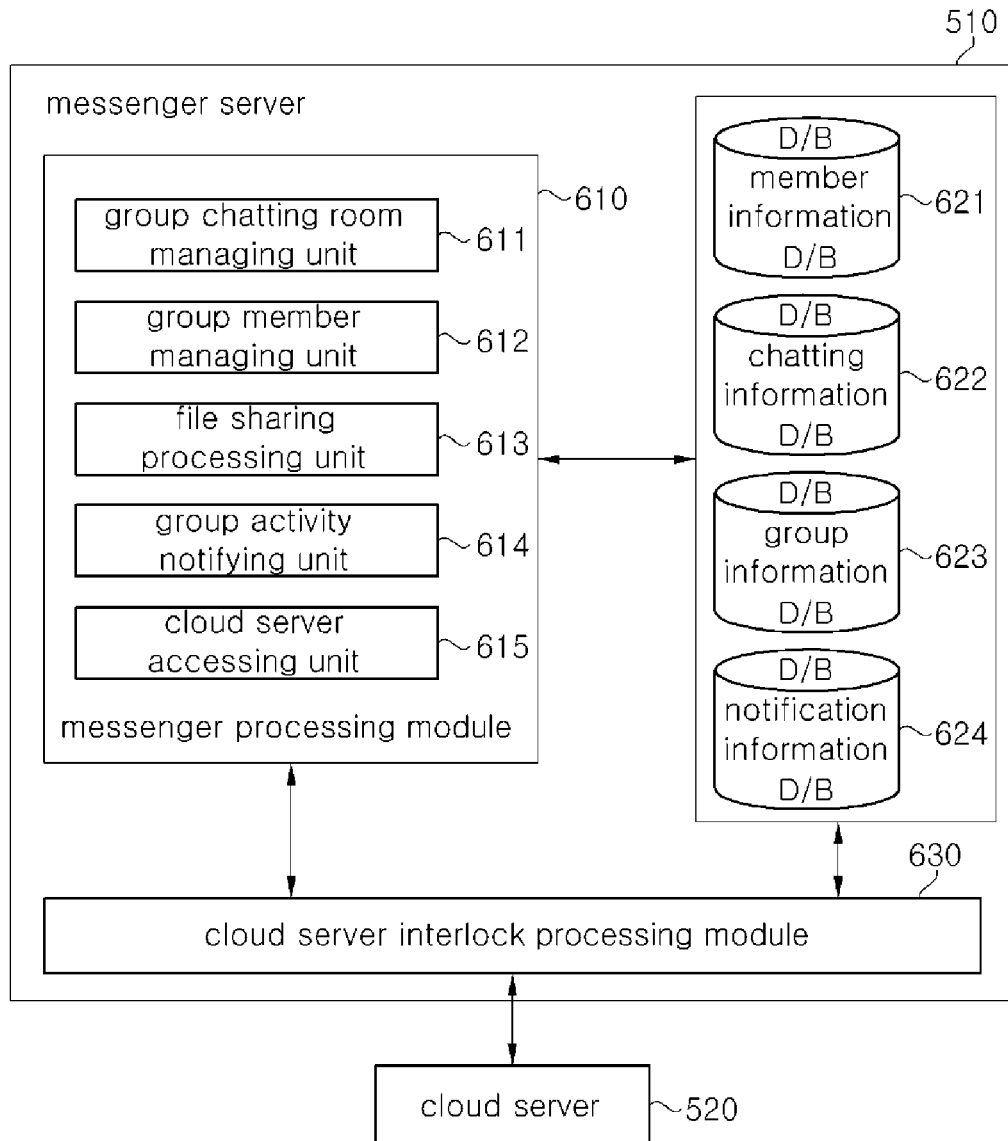 510
messenger server
610
group chatting room
managing unit
611
group member
managing unit
612
file sharing
processing unit
613
group activity
notifying unit
614
cloud server
accessing unit
615
messenger processing module
D/B
member
information
D/B
621
D/B
chatting
information
D/B
622
D/B
group
information
D/B
623
D/B
notification
information
D/B
624
630
cloud server interlock processing module
cloud server
520